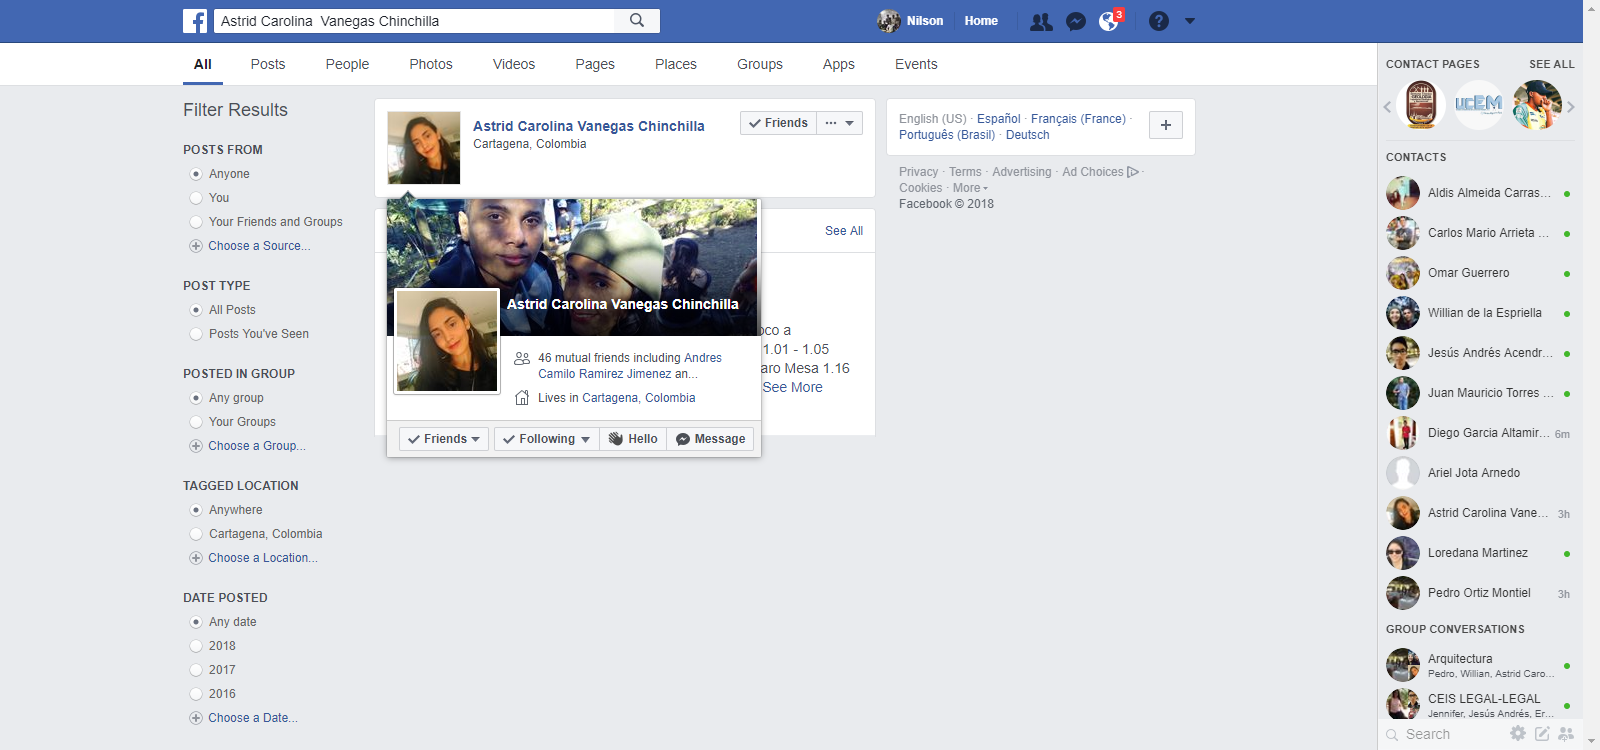 Astrid Carolina  Vanegas Chinchilla
Nilson
Home
3
All
Posts
People
Photos
Videos
Pages
Places
Groups
Apps
Events
Filter Results
POSTS FROM
Anyone
You
Your Friends and Groups
Choose a Source...
POST TYPE
All Posts
Posts You've Seen
POSTED IN GROUP
Any group
Your Groups
Choose a Group...
TAGGED LOCATION
Anywhere
Cartagena, Colombia
Choose a Location...
DATE POSTED
Any date
2018
2017
2016
Choose a Date...
Astrid Carolina Vanegas Chinchilla
Cartagena, Colombia
Friends
See All
Astrid Carolina Vanegas Chinchilla
46 mutual friends including Andres
Camilo Ramirez Jimenez an...
Lives in Cartagena, Colombia
Friends
Following
Hello
Message
oco a
1.01 - 1.05
aro Mesa 1.16
See More
English (US) · Español · Français (France) ·
Português (Brasil) · Deutsch
Privacy · Terms · Advertising · Ad Choices ·
Cookies · More
Facebook © 2018
CONTACT PAGES
SEE ALL
UCEM
CONTACTS
Aldis Almeida Carras...
Carlos Mario Arrieta ...
Omar Guerrero
Willian de la Espriella
Jesús Andrés Acendr...
Juan Mauricio Torres ...
Diego Garcia Altamir... 6m
Ariel Jota Arnedo
Astrid Carolina Vane... 3h
Loredana Martinez
Pedro Ortiz Montiel 3h
GROUP CONVERSATIONS
Arquitectura
Pedro, Willian, Astrid Caro...
CEIS LEGAL-LEGAL
Jennifer, Jesús Andrés, Er...
Search